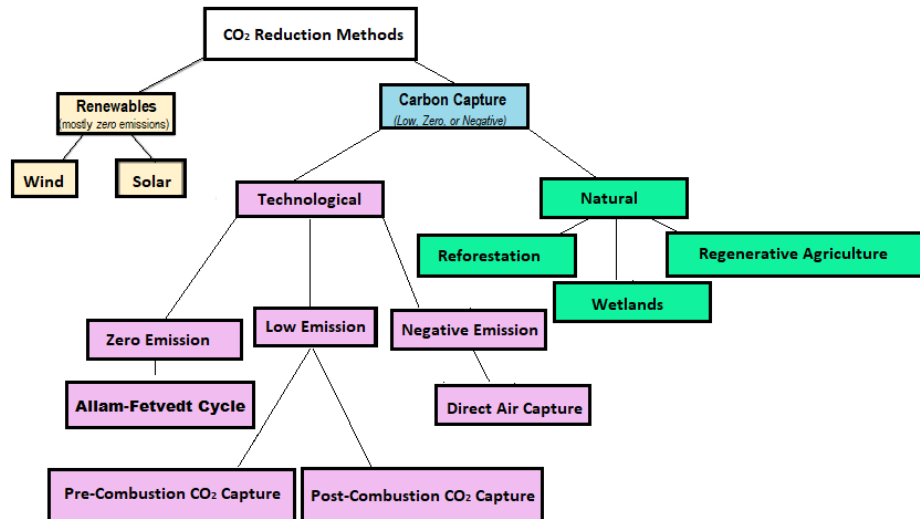 CO₂ Reduction Methods
Renewables
(mostly zero emissions)
Carbon Capture
(Low, Zero, or Negative)
Wind
Solar
Technological
Natural
Reforestation
Regenerative Agriculture
Wetlands
Zero Emission
Low Emission
Negative Emission
Allam-Fetvedt Cycle
Direct Air Capture
Pre-Combustion CO₂ Capture
Post-Combustion CO₂ Capture